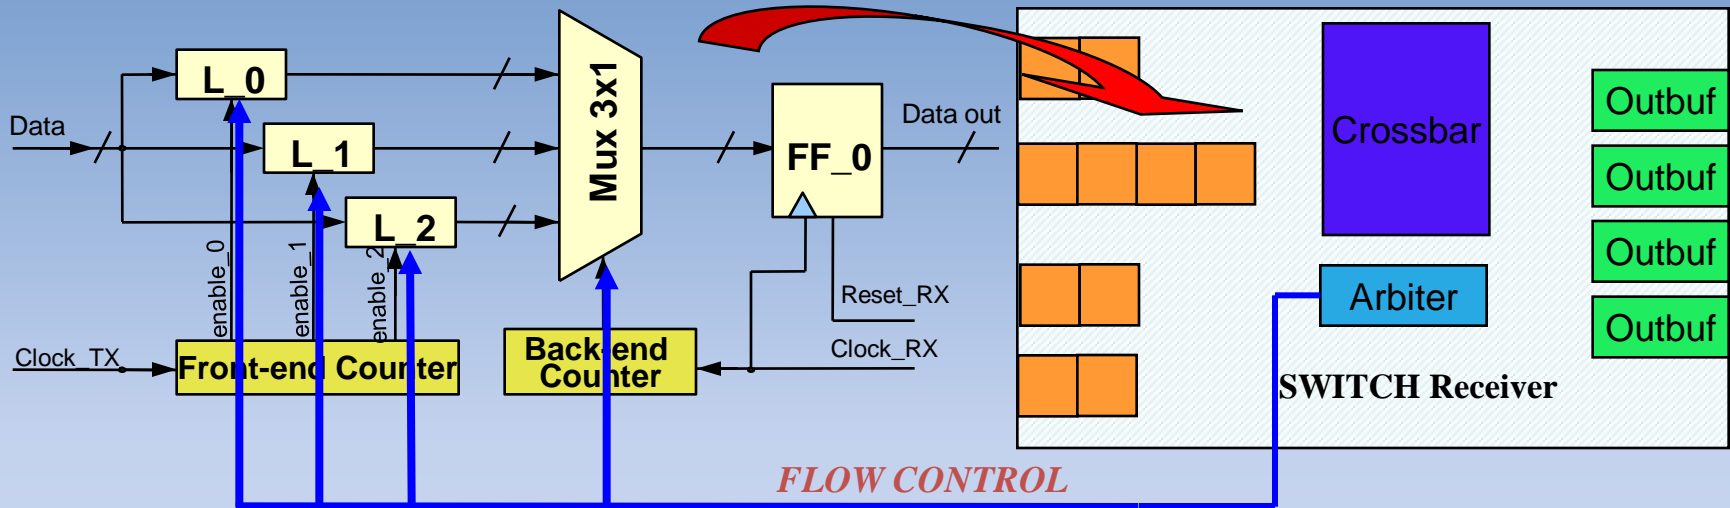 L_0
Data
L_1
L_2
enable_0
enable_1
enable_2
Mux 3x1
FF_0
Data out
Reset_RX
Clock_RX
Clock_TX
Front-end Counter
Back-end
Counter
Crossbar
Arbiter
Outbuf
Outbuf
Outbuf
Outbuf
SWITCH Receiver
FLOW CONTROL